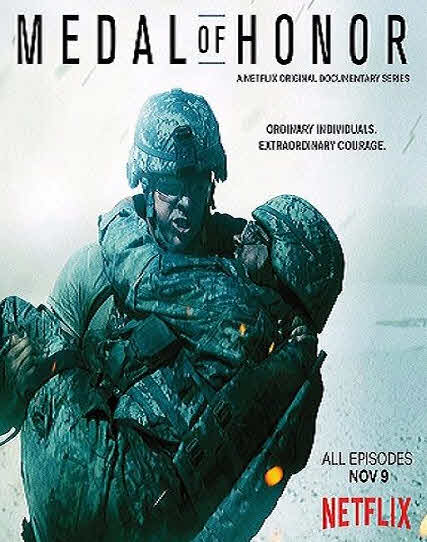 MEDAL OF HONOR
A NETFLIX ORIGINAL DOCUMENTARY SERIES
ORDINARY INDIVIDUALS.
EXTRAORDINARY COURAGE.
ALL EPISODES
NOV 9
NETFLIX